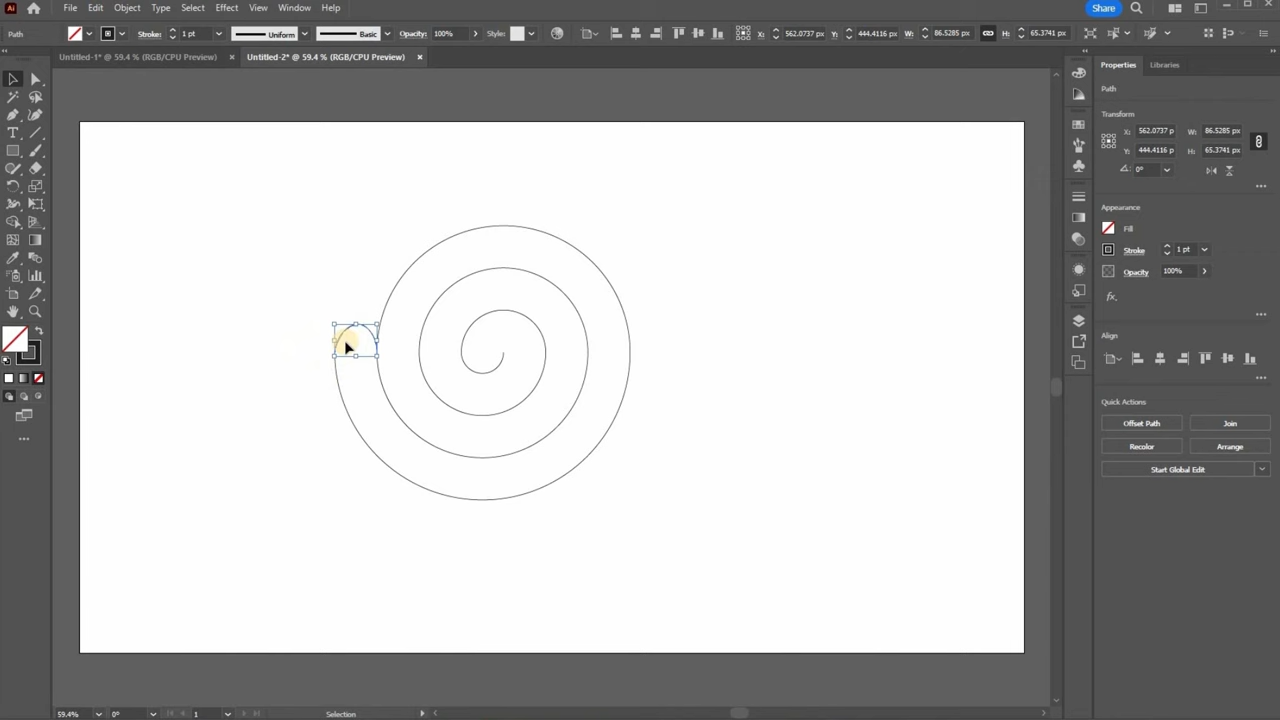 Ai File Edit Object Type Select Effect View Window Help Share
Stroke: 1 pt Uniform Basic Opacity: 100% Style: X: 562.0737 px Y: 444.4116 px W: 86.5285 px H: 65.3741 px
Untitled-1* @ 59.4 % (RGB/CPU Preview) × Untitled-2* @ 59.4 % (RGB/CPU Preview) ×
Properties Libraries
Path
Transform
X: 562.0737 p W: 86.5285 px
Y: 444.4116 p H: 65.3741 px
0°
Appearance
Fill
Stroke 1 pt
Opacity 100%
fx.
Align
Quick Actions
Offset Path Join
Recolor Arrange
Start Global Edit
59.4% 0° 1 Selection